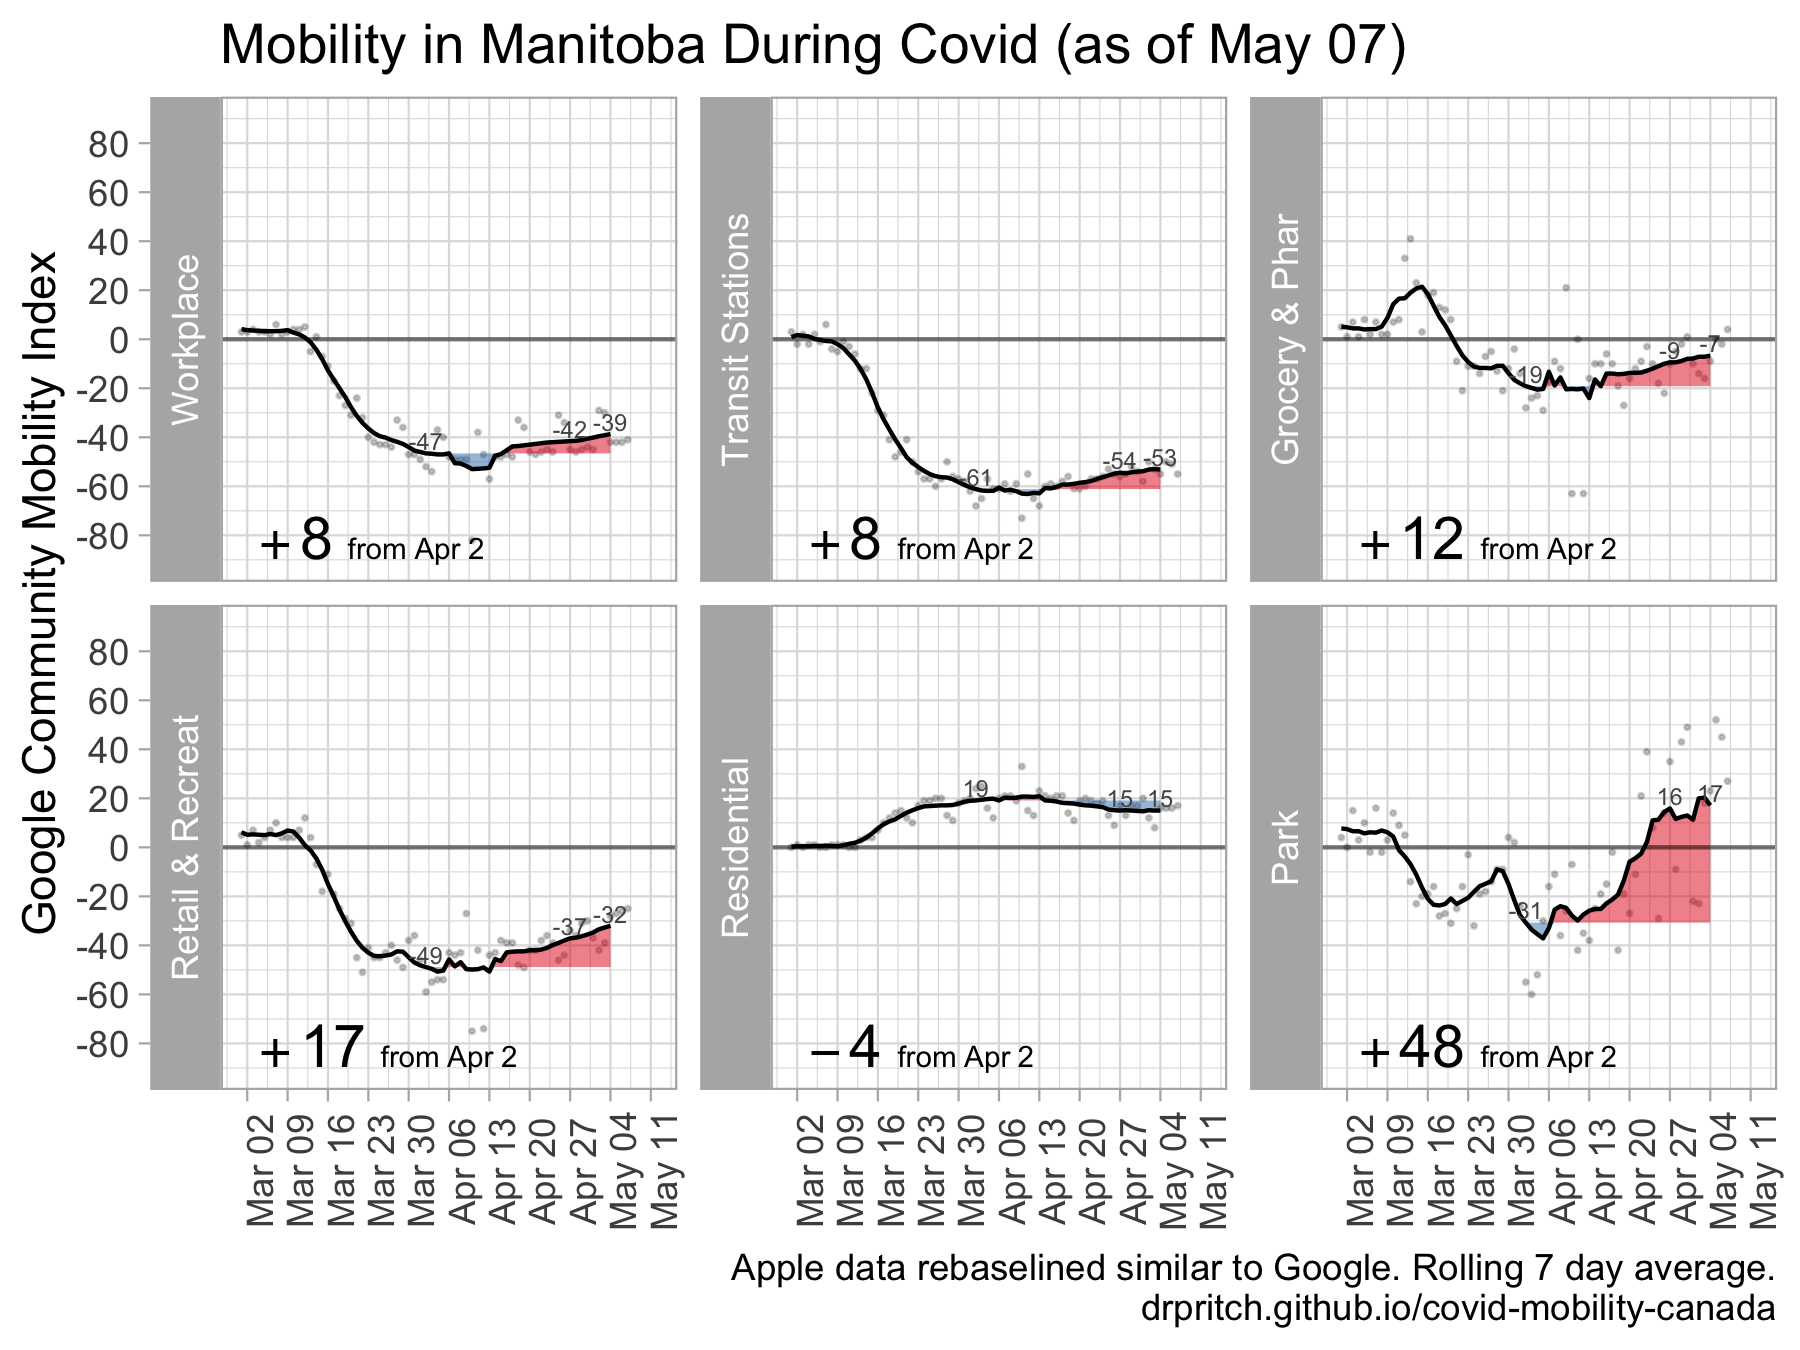 Mobility in Manitoba During Covid (as of May 07)
Google Community Mobility Index
80
60
40
20
0
-20
-40
-60
-80
Workplace
-47
-42
-39
+8 from Apr 2
Transit Stations
-61
-54
-53
+8 from Apr 2
Grocery & Phar
-19
-9
-7
+12 from Apr 2
80
60
40
20
0
-20
-40
-60
-80
Retail & Recreat
-49
-37
-32
+17 from Apr 2
Residential
19
15
15
−4 from Apr 2
Park
-31
16
17
+48 from Apr 2
Mar 02
Mar 09
Mar 16
Mar 23
Mar 30
Apr 06
Apr 13
Apr 20
Apr 27
May 04
May 11
Mar 02
Mar 09
Mar 16
Mar 23
Mar 30
Apr 06
Apr 13
Apr 20
Apr 27
May 04
May 11
Mar 02
Mar 09
Mar 16
Mar 23
Mar 30
Apr 06
Apr 13
Apr 20
Apr 27
May 04
May 11
Apple data rebaselined similar to Google. Rolling 7 day average.
drpritch.github.io/covid-mobility-canada